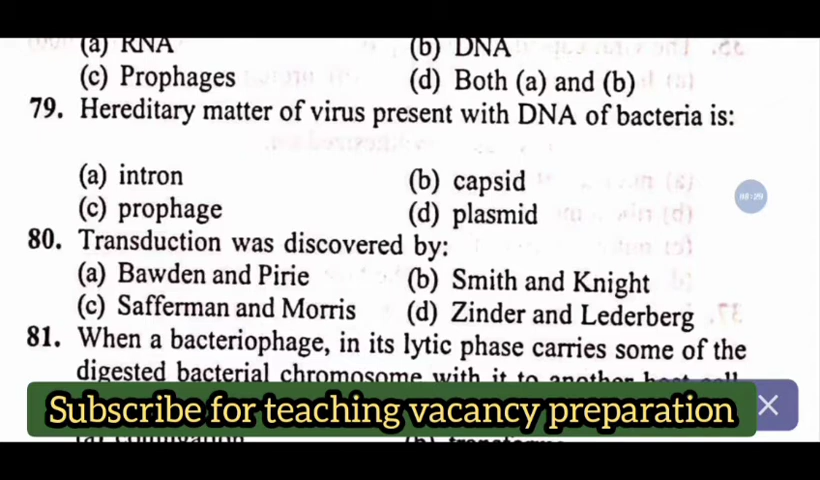 (a) RNA (b) DNA
(c) Prophages (d) Both (a) and (b)
79. Hereditary matter of virus present with DNA of bacteria is:
(a) intron (b) capsid
(c) prophage (d) plasmid
80. Transduction was discovered by:
(a) Bawden and Pirie (b) Smith and Knight
(c) Safferman and Morris (d) Zinder and Lederberg
81. When a bacteriophage, in its lytic phase carries some of the
digested bacterial chromosome with it to another host cell
Subscribe for teaching vacancy preparation